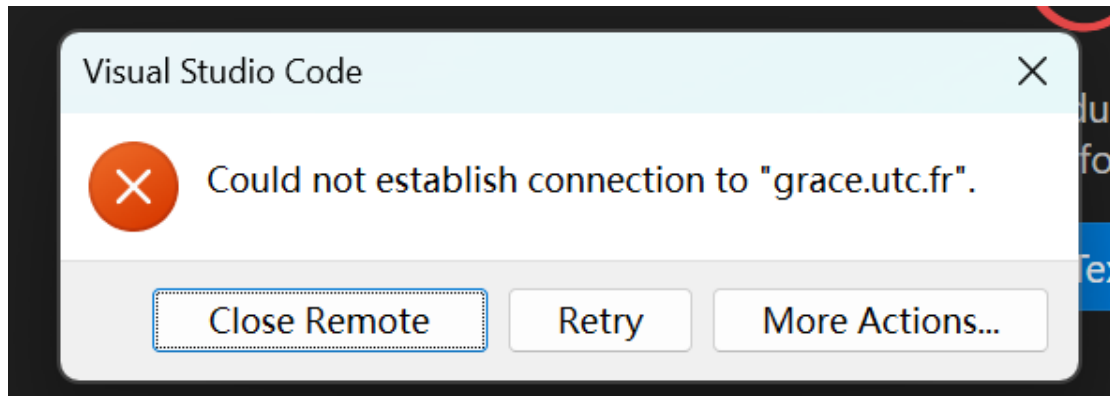 Visual Studio Code
Could not establish connection to "grace.utc.fr".
Close Remote
Retry
More Actions...